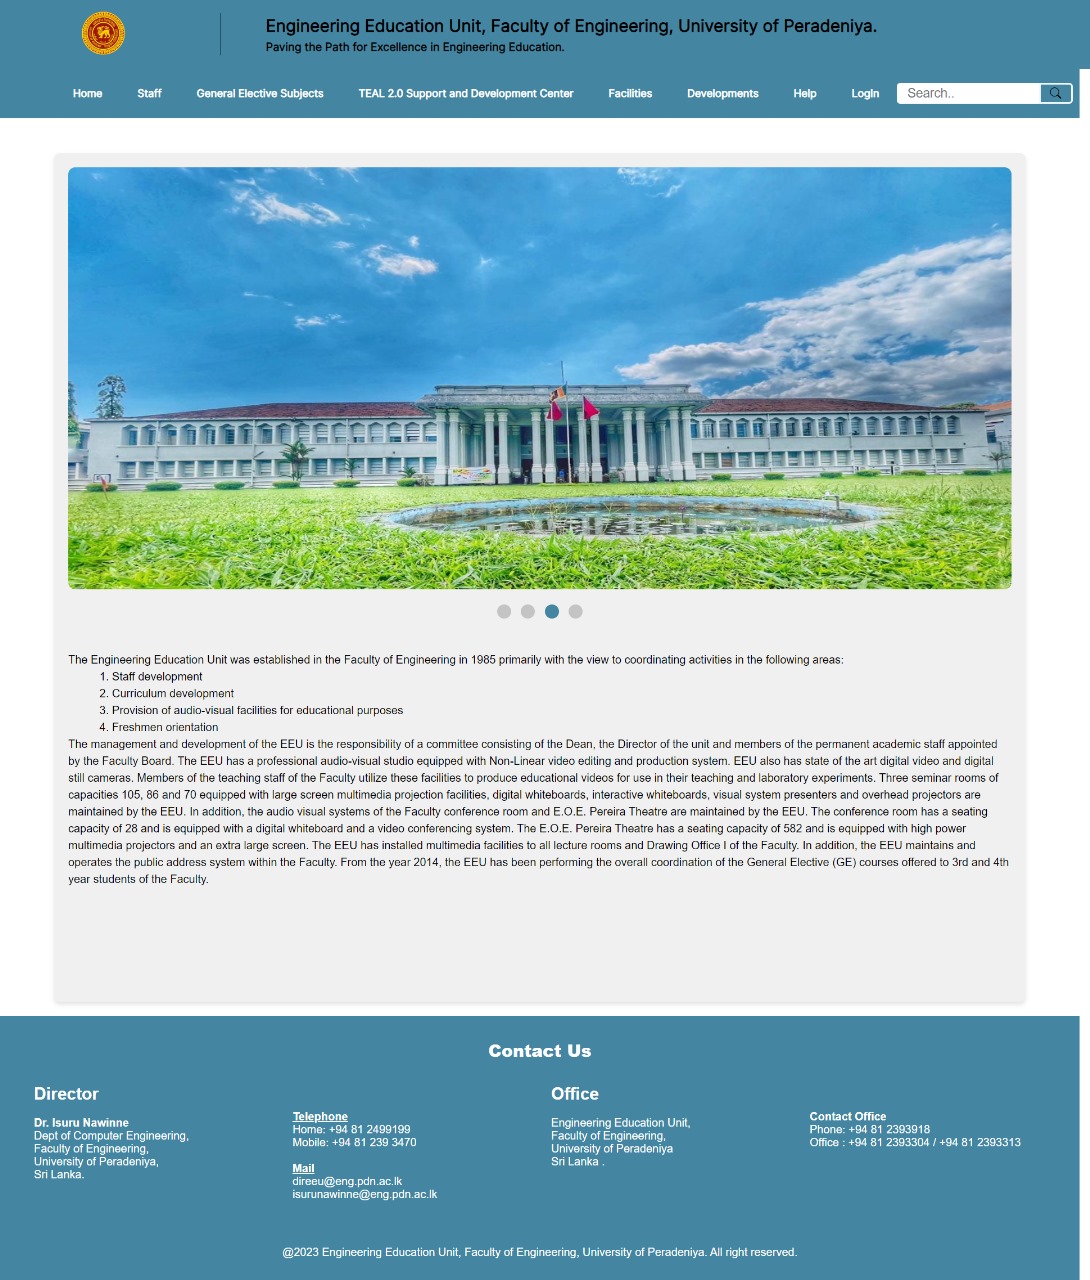 Engineering Education Unit, Faculty of Engineering, University of Peradeniya.
Paving the Path for Excellence in Engineering Education.
Home Staff General Elective Subjects TEAL 2.0 Support and Development Center Facilities Developments Help LogIn Search..
The Engineering Education Unit was established in the Faculty of Engineering in 1985 primarily with the view to coordinating activities in the following areas:
1. Staff development
2. Curriculum development
3. Provision of audio-visual facilities for educational purposes
4. Freshmen orientation
The management and development of the EEU is the responsibility of a committee consisting of the Dean, the Director of the unit and members of the permanent academic staff appointed
by the Faculty Board. The EEU has a professional audio-visual studio equipped with Non-Linear video editing and production system. EEU also has state of the art digital video and digital
still cameras. Members of the teaching staff of the Faculty utilize these facilities to produce educational videos for use in their teaching and laboratory experiments. Three seminar rooms of
capacities 105, 86 and 70 equipped with large screen multimedia projection facilities, digital whiteboards, interactive whiteboards, visual system presenters and overhead projectors are
maintained by the EEU. In addition, the audio visual systems of the Faculty conference room and E.O.E. Pereira Theatre are maintained by the EEU. The conference room has a seating
capacity of 28 and is equipped with a digital whiteboard and a video conferencing system. The E.O.E. Pereira Theatre has a seating capacity of 582 and is equipped with high power
multimedia projectors and an extra large screen. The EEU has installed multimedia facilities to all lecture rooms and Drawing Office I of the Faculty. In addition, the EEU maintains and
operates the public address system within the Faculty. From the year 2014, the EEU has been performing the overall coordination of the General Elective (GE) courses offered to 3rd and 4th
year students of the Faculty.
Contact Us
Director
Dr. Isuru Nawinne
Dept of Computer Engineering,
Faculty of Engineering,
University of Peradeniya,
Sri Lanka.
Telephone
Home: +94 81 2499199
Mobile: +94 81 239 3470
Mail
direeu@eng.pdn.ac.lk
isurunawinne@eng.pdn.ac.lk
Office
Engineering Education Unit,
Faculty of Engineering,
University of Peradeniya
Sri Lanka .
Contact Office
Phone: +94 81 2393918
Office : +94 81 2393304 / +94 81 2393313
@2023 Engineering Education Unit, Faculty of Engineering, University of Peradeniya. All right reserved.